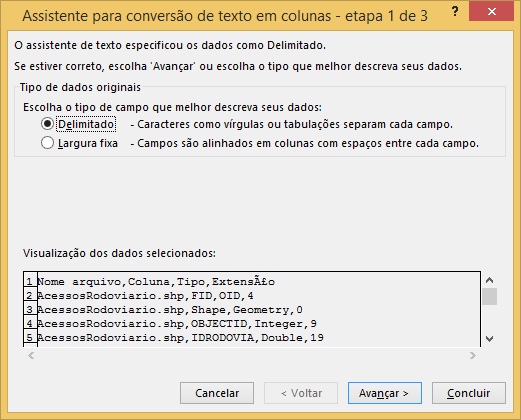 Assistente para conversão de texto em colunas - etapa 1 de 3
?
O assistente de texto especificou os dados como Delimitado.
Se estiver correto, escolha 'Avançar' ou escolha o tipo que melhor descreva seus dados.
Tipo de dados originais
Escolha o tipo de campo que melhor descreva seus dados:
Delimitado - Caracteres como vírgulas ou tabulações separam cada campo.
Largura fixa - Campos são alinhados em colunas com espaços entre cada campo.
Visualização dos dados selecionados:
1 Nome arquivo,Coluna,Tipo,ExtensÃ£o
2 AcessosRodoviario.shp,FID,OID,4
3 AcessosRodoviario.shp,Shape,Geometry,0
4 AcessosRodoviario.shp,OBJECTID,Integer,9
5 AcessosRodoviario.shp,IDRODOVIA,Double,19
Cancelar < Voltar Avançar > Concluir